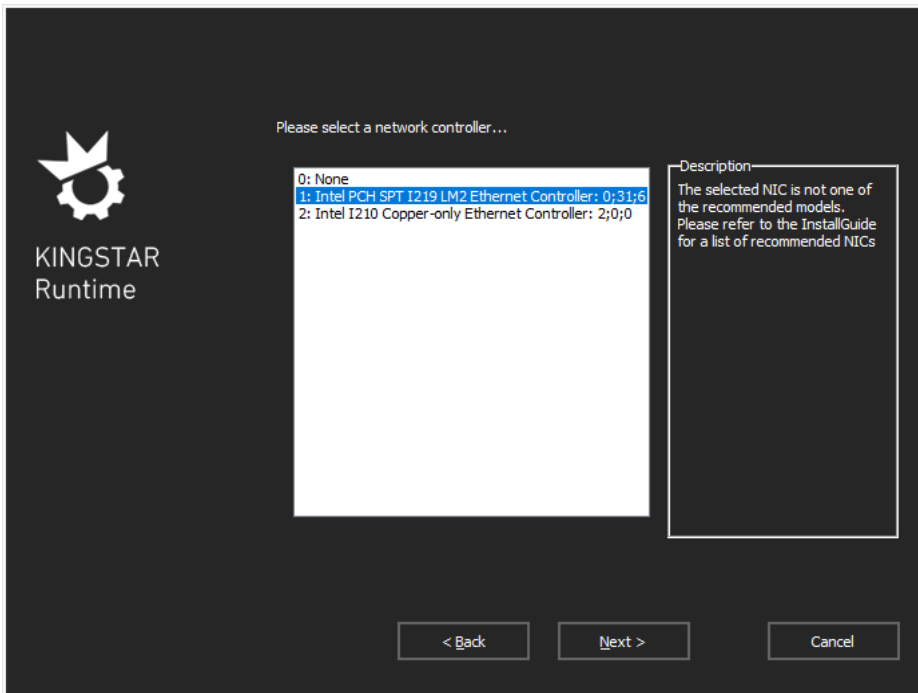 Please select a network controller...
0: None
1: Intel PCH SPT I219 LM2 Ethernet Controller: 0;31;6
2: Intel I210 Copper-only Ethernet Controller: 2;0;0
Description
The selected NIC is not one of
the recommended models.
Please refer to the InstallGuide
for a list of recommended NICs
KINGSTAR
Runtime
< Back
Next >
Cancel